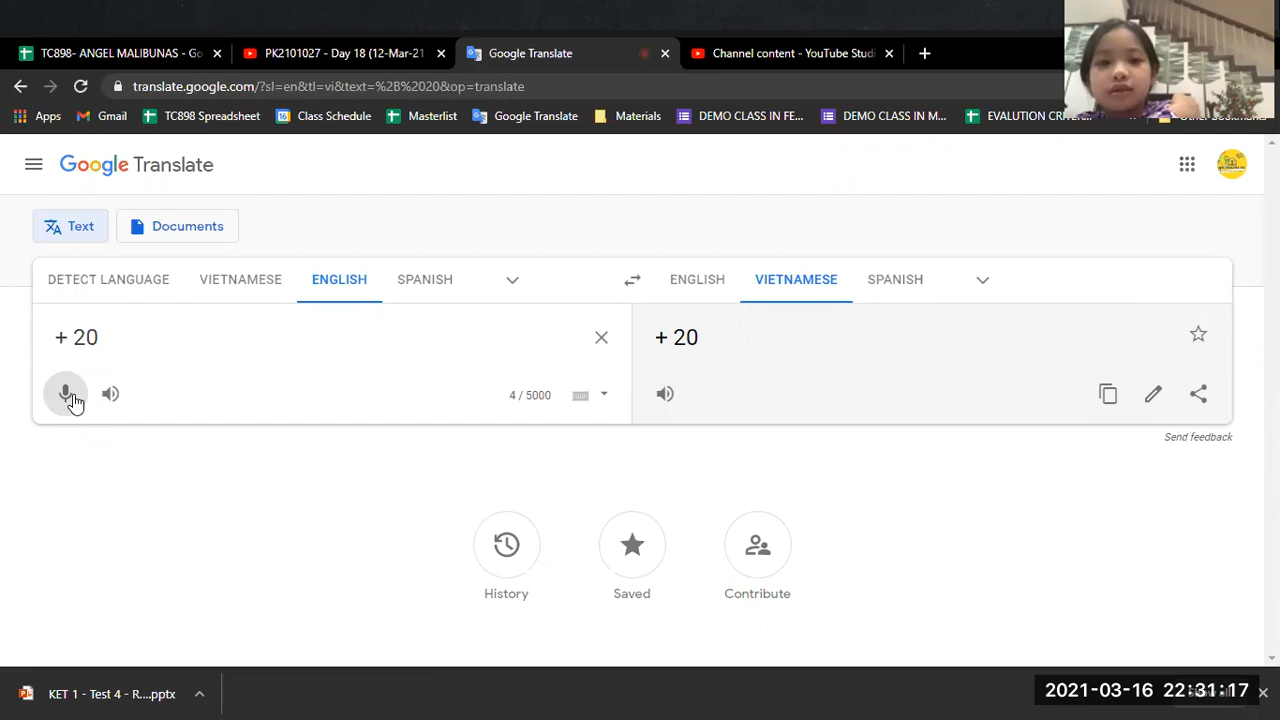 TC898- ANGEL MALIBUNAS - Go
PK2101027 - Day 18 (12-Mar-21
Google Translate
Channel content - YouTube Studi
translate.google.com/?sl=en&tl=vi&text=%2B%2020&op=translate
Apps
Gmail
TC898 Spreadsheet
Class Schedule
Masterlist
Google Translate
Materials
DEMO CLASS IN FE...
DEMO CLASS IN M...
EVALUTION CRITER...
Google Translate
Text
Documents
DETECT LANGUAGE
VIETNAMESE
ENGLISH
SPANISH
ENGLISH
VIETNAMESE
SPANISH
+ 20
+ 20
4 / 5000
Send feedback
History
Saved
Contribute
KET 1 - Test 4 - R....pptx
2021-03-16 22:31:17